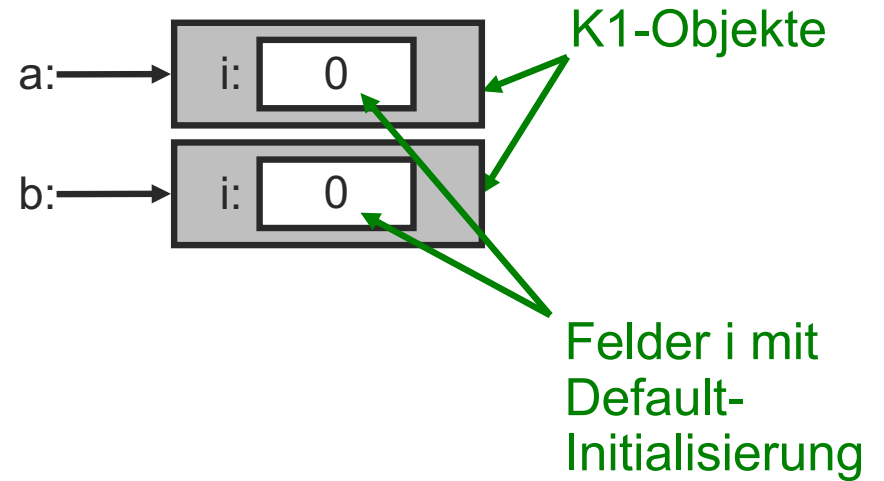 K1-Objekte
a: i: 0
b: i: 0
Felder i mit
Default-
Initialisierung